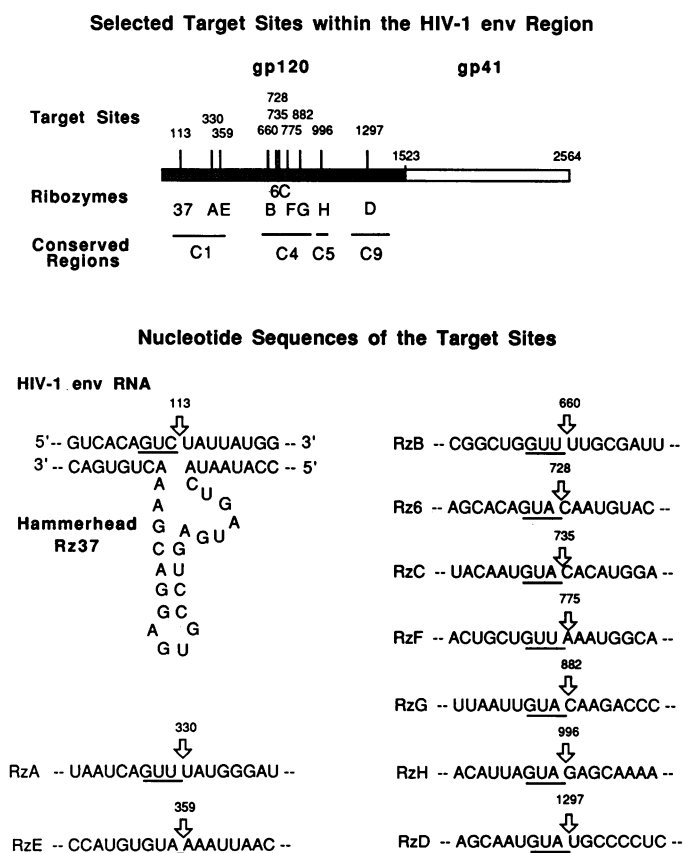 Selected Target Sites within the HIV-1 env Region
gp120 gp41
728
330 735 882
Target Sites 113 359 660 775 996 1297
1523 2564
6C
Ribozymes
37 AE B FG H D
Conserved
Regions
C1 C4 C5 C9
Nucleotide Sequences of the Target Sites
HIV-1 env RNA
113
5'-- GUCACAGUC UAUUAUGG -- 3'
3'-- CAGUGUCA AUAAUACC -- 5'
A C U
A G
G A A
Hammerhead
Rz37
C G A G U
A U
G C
G C
A G
G U
330
RzA -- UAAUCAGUU UAUGGGAU --
359
RzE -- CCAUGUGUA AAAUUAAC --
660
RzB -- CGGCUGGUU UUGCGAUU --
728
Rz6 -- AGCACAGUA CAAUGUAC --
735
RzC -- UACAAUGUA CACAUGGA --
775
RzF -- ACUGCUGUU AAAUGGCA --
882
RzG -- UUAAUUGUA CAAGACCC --
996
RzH -- ACAUUAGUA GAGCAAAA --
1297
RzD -- AGCAAUGUA UGCCCCUC --